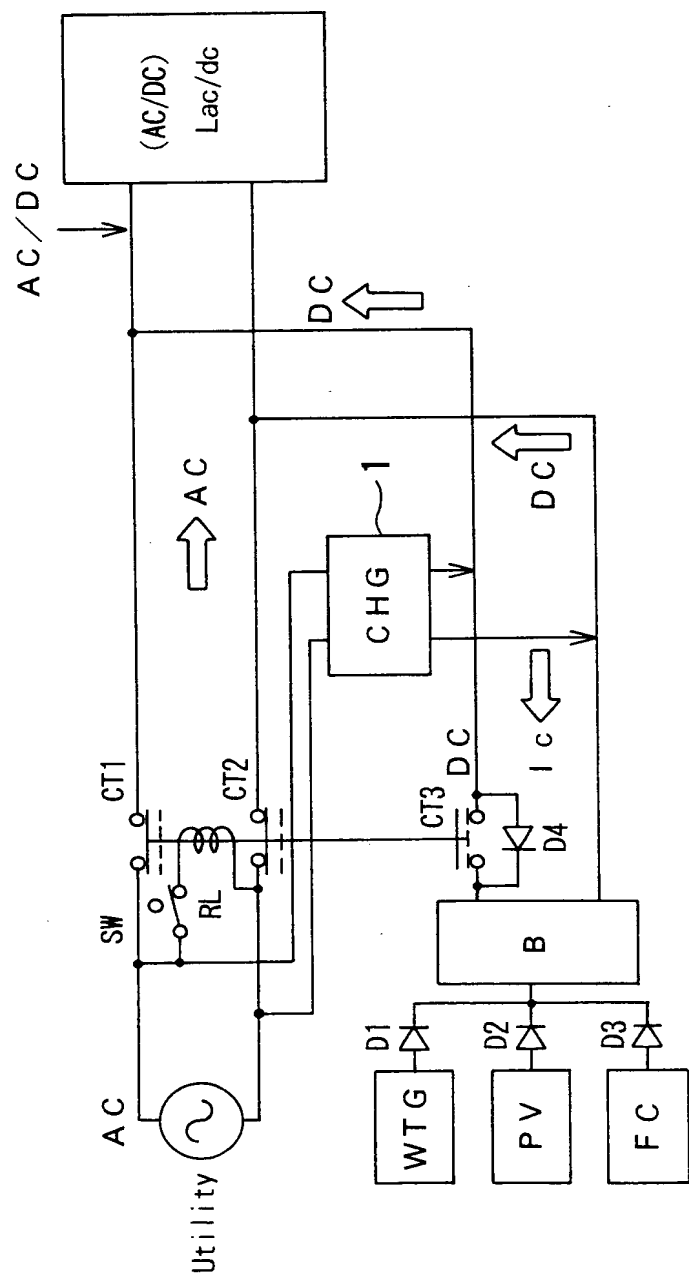 Utility
AC
SW
RL
CT1
CT2
AC
AC/DC
(AC/DC)
Lac/dc
DC
DC
CHG
1
Ic
DC
CT3
D4
B
D1
D2
D3
WTG
PV
FC